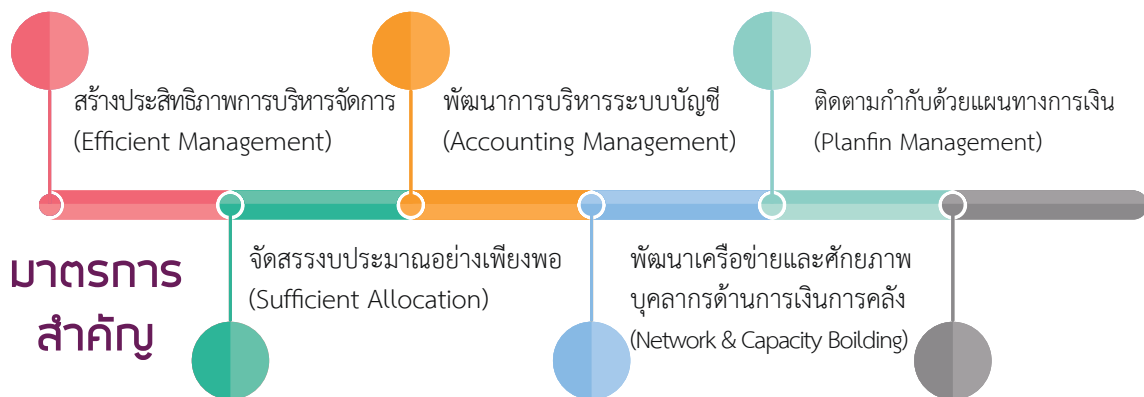 สร้างประสิทธิภาพการบริหารจัดการ
(Efficient Management)
พัฒนาการบริหารระบบบัญชี
(Accounting Management)
ติดตามกำกับด้วยแผนทางการเงิน
(Planfin Management)
มาตรการ
สำคัญ
จัดสรรงบประมาณอย่างเพียงพอ
(Sufficient Allocation)
พัฒนาเครือข่ายและศักยภาพ
บุคลากรด้านการเงินการคลัง
(Network & Capacity Boilding)